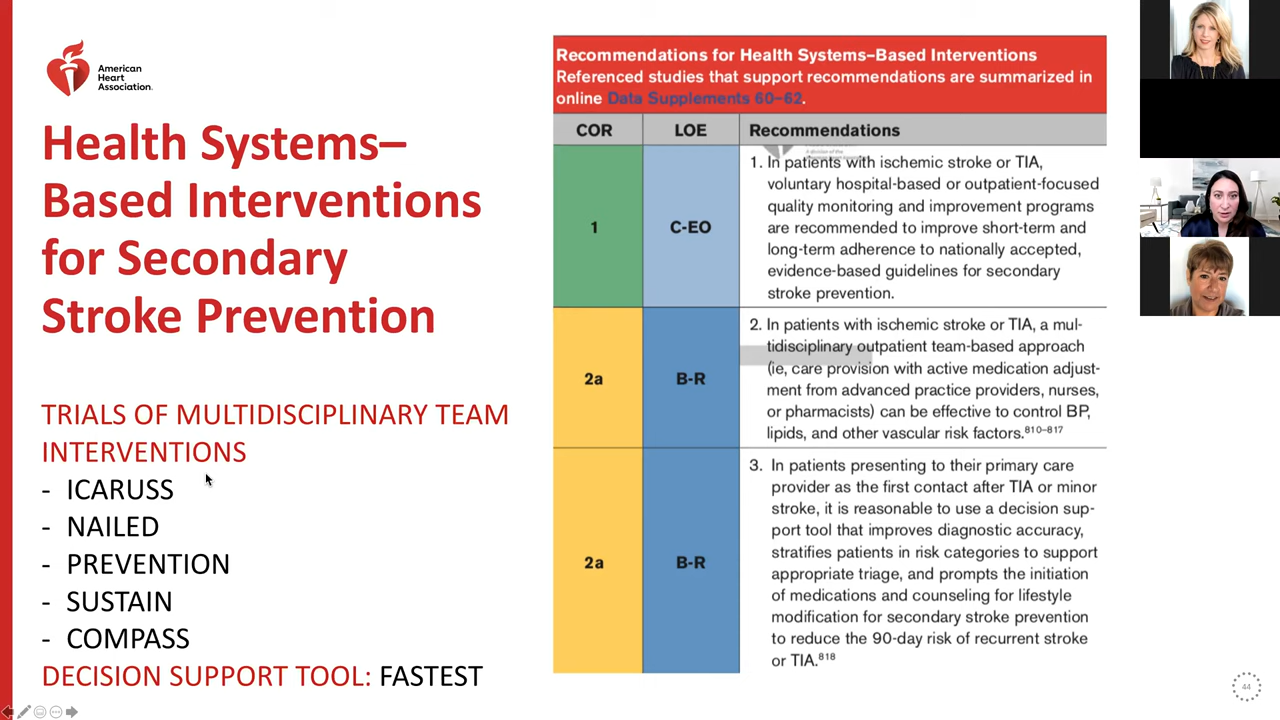 American
Heart
Association.
Health Systems–
Based Interventions
for Secondary
Stroke Prevention
TRIALS OF MULTIDISCIPLINARY TEAM
INTERVENTIONS
- ICARUSS
- NAILED
- PREVENTION
- SUSTAIN
- COMPASS
DECISION SUPPORT TOOL: FASTEST
Recommendations for Health Systems–Based Interventions
Referenced studies that support recommendations are summarized in
online Data Supplements 60–62.
COR LOE Recommendations
1 C-EO
1. In patients with ischemic stroke or TIA,
voluntary hospital-based or outpatient-focused
quality monitoring and improvement programs
are recommended to improve short-term and
long-term adherence to nationally accepted,
evidence-based guidelines for secondary
stroke prevention.
2a B-R
2. In patients with ischemic stroke or TIA, a mul-
tidisciplinary outpatient team-based approach
(ie, care provision with active medication adjust-
ment from advanced practice providers, nurses,
or pharmacists) can be effective to control BP,
lipids, and other vascular risk factors.810–817
2a B-R
3. In patients presenting to their primary care
provider as the first contact after TIA or minor
stroke, it is reasonable to use a decision sup-
port tool that improves diagnostic accuracy,
stratifies patients in risk categories to support
appropriate triage, and prompts the initiation
of medications and counseling for lifestyle
modification for secondary stroke prevention
to reduce the 90-day risk of recurrent stroke
or TIA.818
44